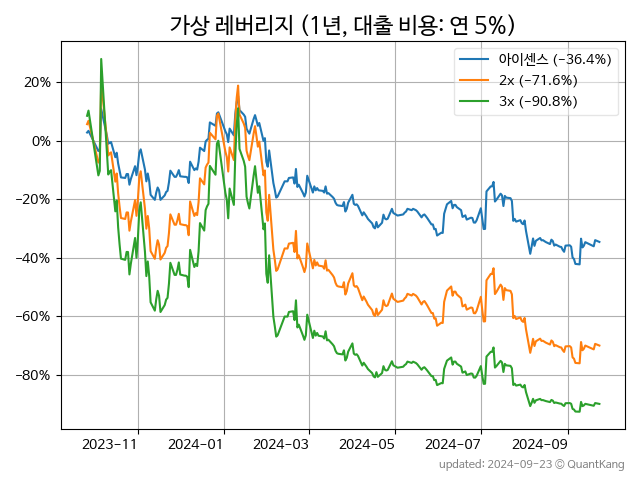 가상 레버리지 (1년, 대출 비용: 연 5%)
아이센스 (−36.4%)
2x (−71.6%)
3x (−90.8%)
20%
0%
−20%
−40%
−60%
−80%
2023−11 2024−01 2024−03 2024−05 2024−07 2024−09
updated: 2024−09−23 ⓒ QuantKang